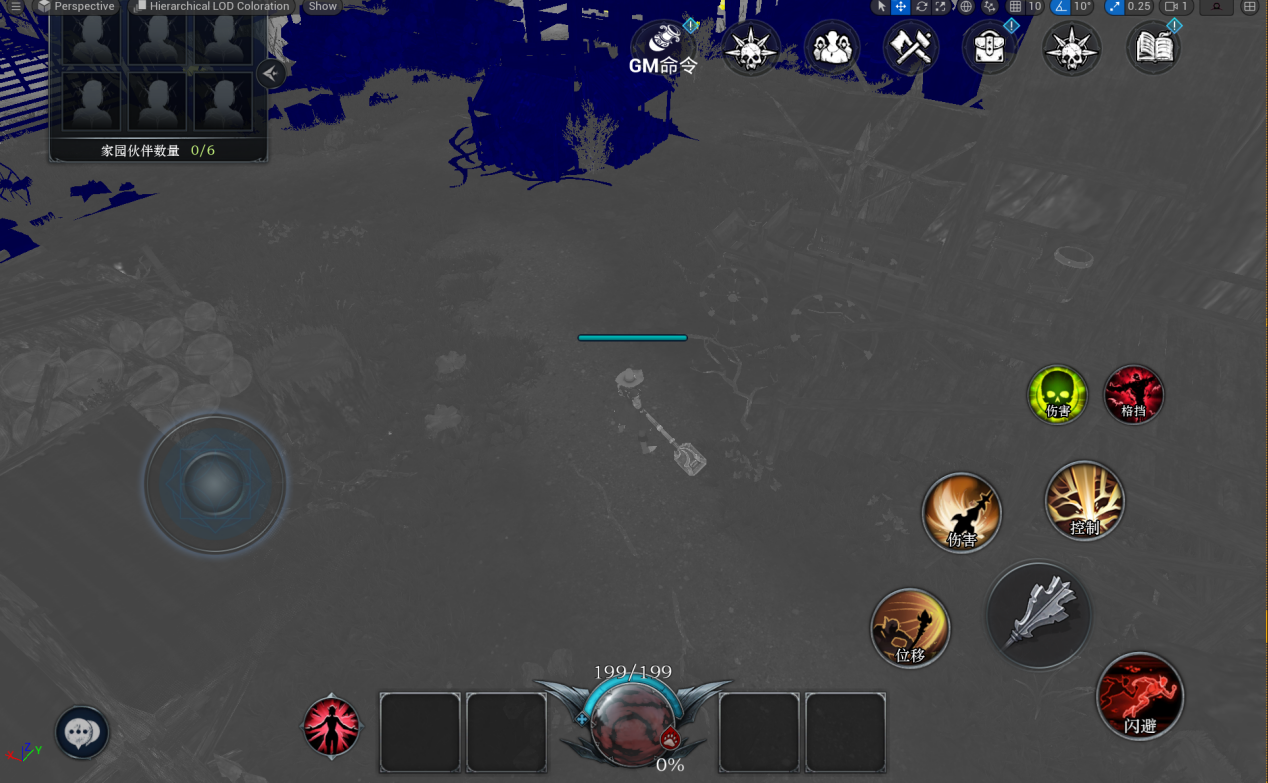 Perspective
Hierarchical LOD Coloration
Show
10
10°
0.25
1
GM命令
家园伙伴数量 0/6
伤害
格挡
伤害
控制
位移
闪避
199/199
0%
X
Z
Y